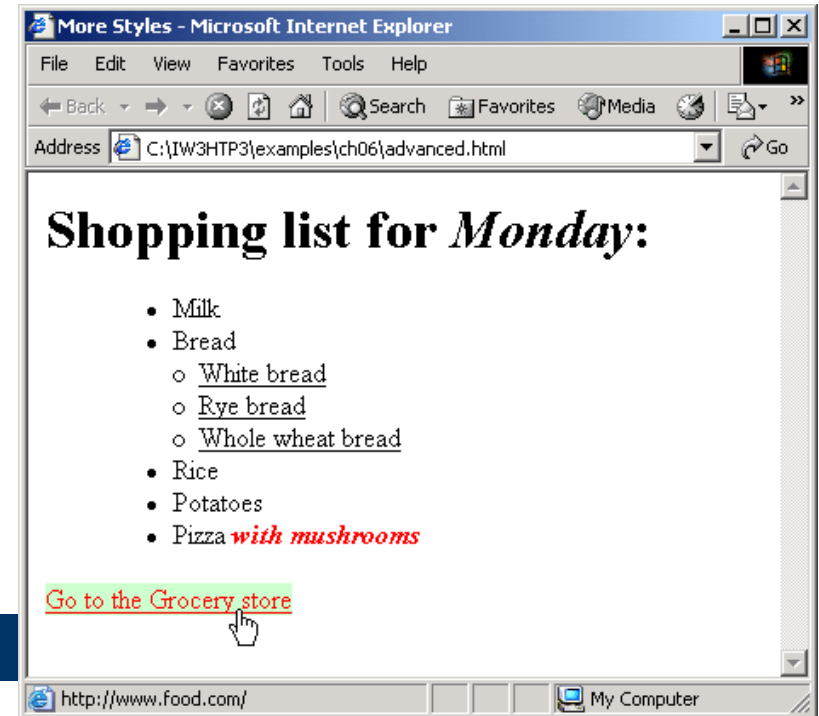 More Styles - Microsoft Internet Explorer
File Edit View Favorites Tools Help
Back Search Favorites Media »
Address C:\IW3HTP3\examples\ch06\advanced.html Go
Shopping list for Monday:
• Milk
• Bread
o White bread
o Rye bread
o Whole wheat bread
• Rice
• Potatoes
• Pizza with mushrooms
Go to the Grocery store
http://www.food.com/ My Computer